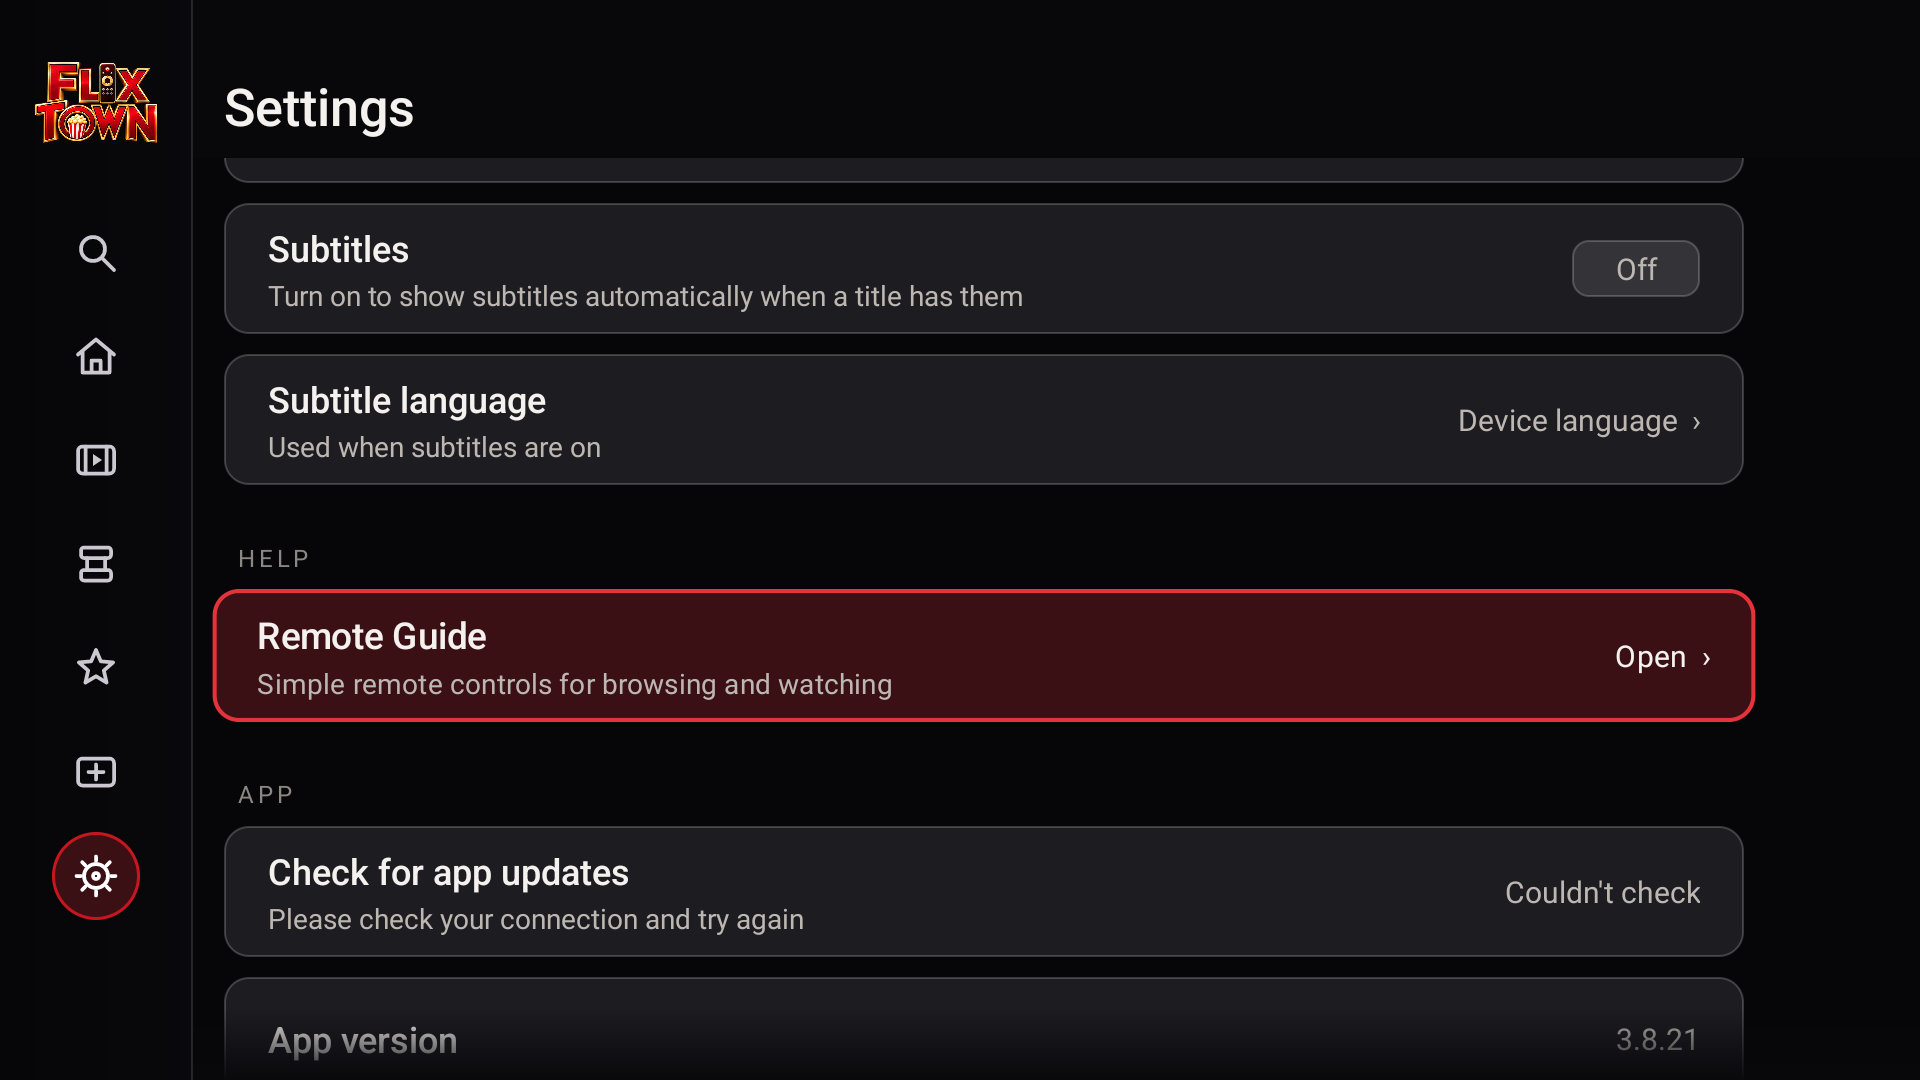 FLIX
TOWN
Settings
Subtitles
Turn on to show subtitles automatically when a title has them
Off
Subtitle language
Used when subtitles are on
Device language ›
HELP
Remote Guide
Simple remote controls for browsing and watching
Open ›
APP
Check for app updates
Please check your connection and try again
Couldn't check
App version
3.8.21